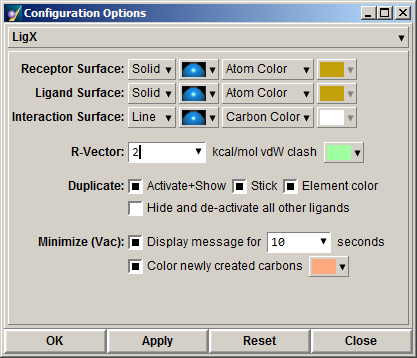 Configuration Options
LigX
Receptor Surface: Solid Atom Color
Ligand Surface: Solid Atom Color
Interaction Surface: Line Carbon Color
R-Vector: 2 kcal/mol vdW clash
Duplicate: Activate+Show Stick Element color
Hide and de-activate all other ligands
Minimize (Vac): Display message for 10 seconds
Color newly created carbons
OK Apply Reset Close